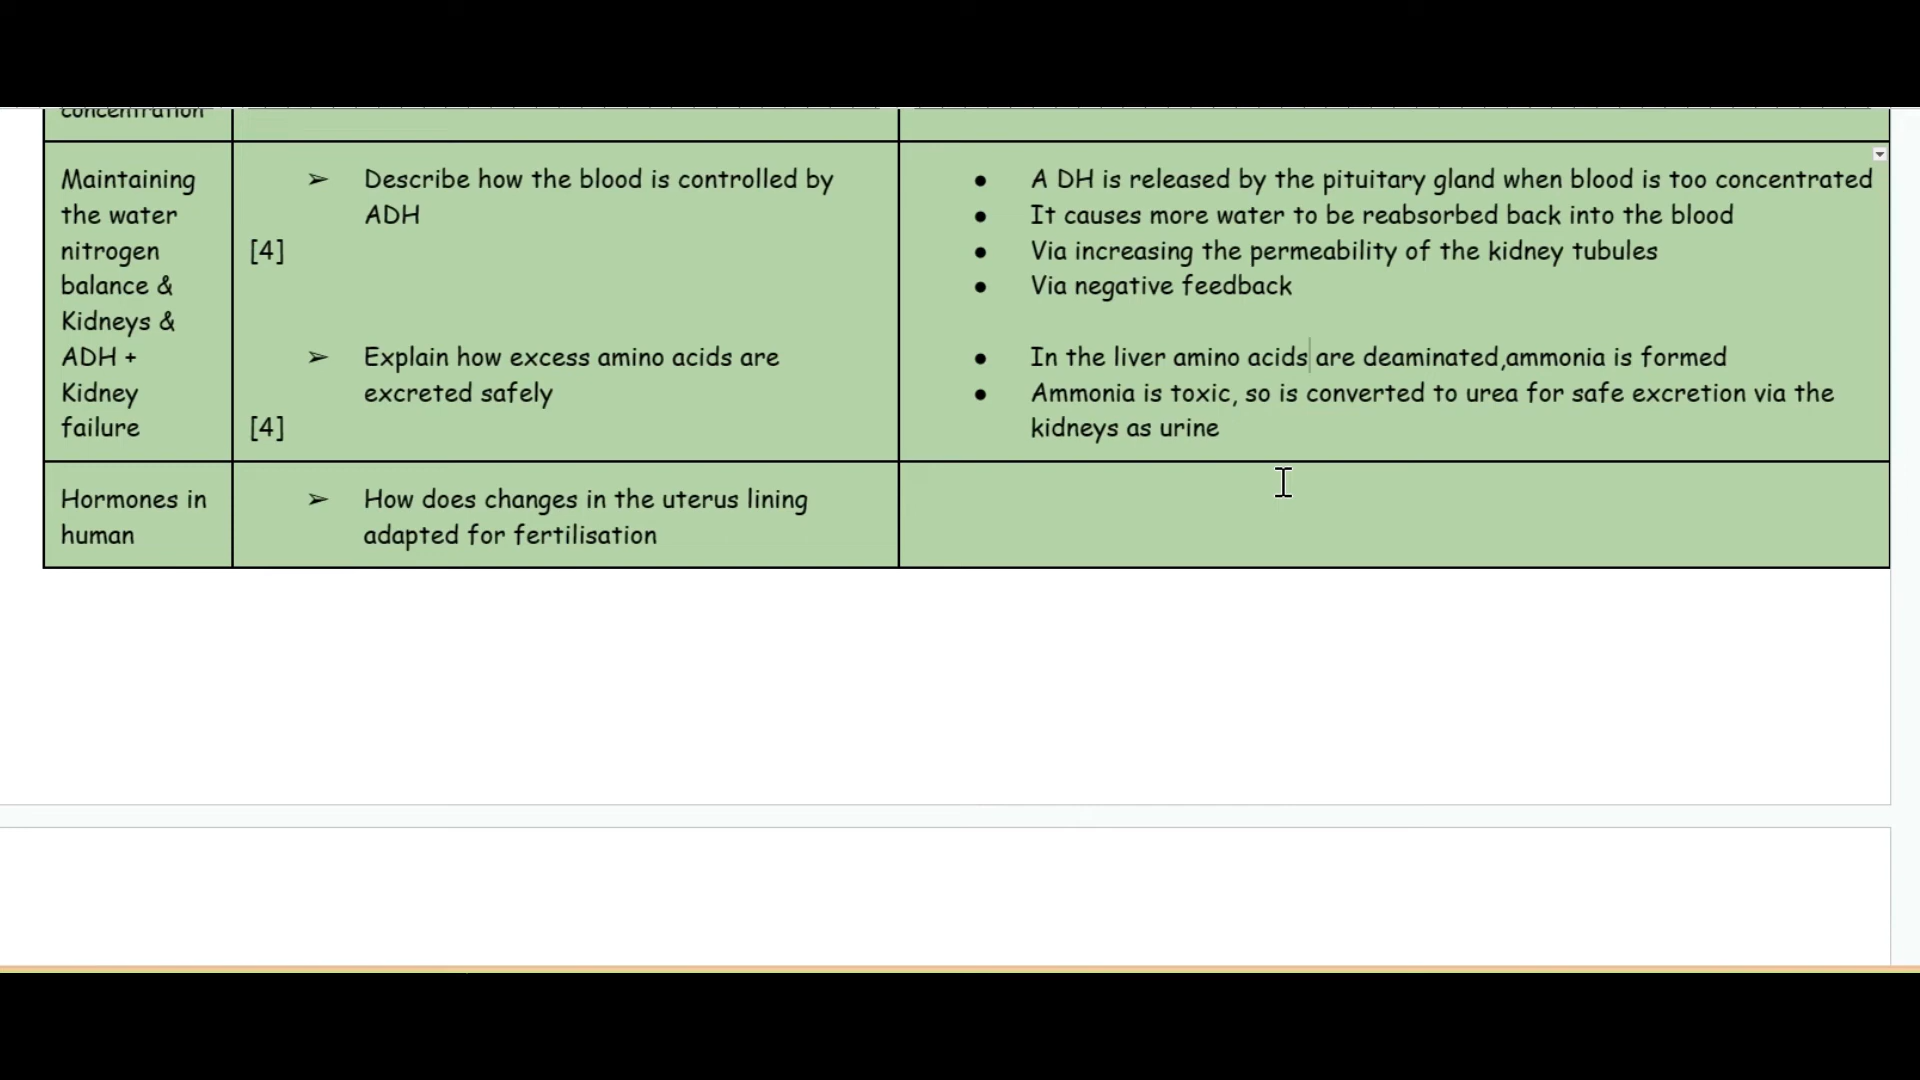 concentration
Maintaining
the water
nitrogen
balance &
Kidneys &
ADH +
Kidney
failure
➢ Describe how the blood is controlled by
ADH
[4]
➢ Explain how excess amino acids are
excreted safely
[4]
● A DH is released by the pituitary gland when blood is too concentrated
● It causes more water to be reabsorbed back into the blood
● Via increasing the permeability of the kidney tubules
● Via negative feedback
● In the liver amino acids are deaminated,ammonia is formed
● Ammonia is toxic, so is converted to urea for safe excretion via the
kidneys as urine
Hormones in
human
➢ How does changes in the uterus lining
adapted for fertilisation